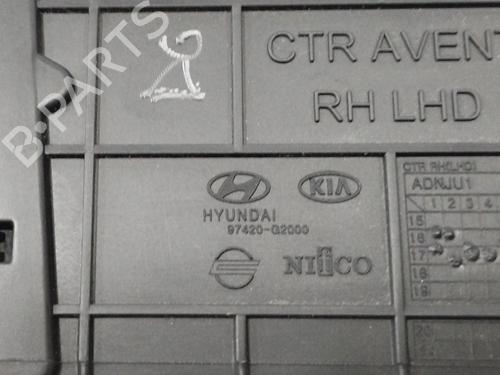 B-PARTS
CTR AVENT
RH LHD
KIA
HYUNDAI
97420-G2000
NIFCO
CTR RH(LHD)
ADNJU1
1 2 3 4
15
16
17
18
19
20